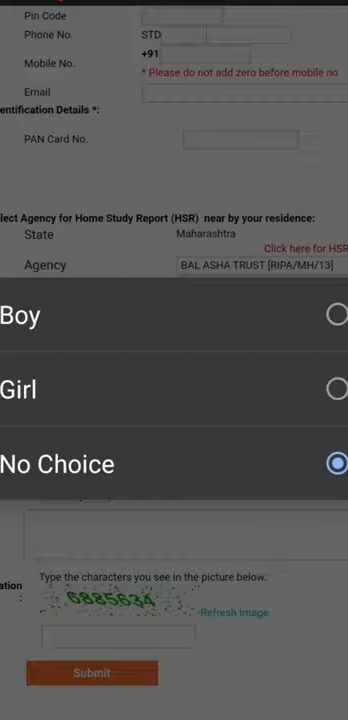 Pin Code
Phone No. STD
+91
Mobile No.
* Please do not add zero before mobile no
Email
entification Details *:
PAN Card No.
lect Agency for Home Study Report (HSR) near by your residence:
State Maharashtra
Click here for HSR
Agency BAL ASHA TRUST [RIPA/MH/13]
Boy
Girl
No Choice
Type the characters you see in the picture below.
ation
:
6885634
Refresh Image
Submit